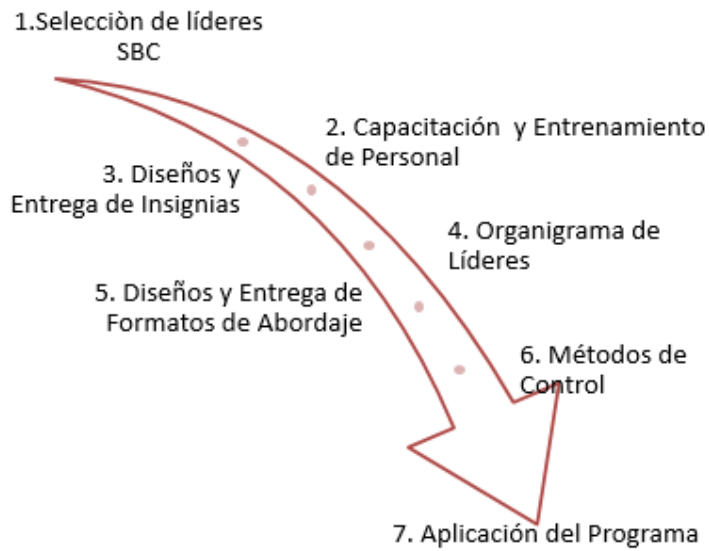 1.Selecciòn de líderes
SBC
2. Capacitación y Entrenamiento
de Personal
3. Diseños y
Entrega de Insignias
4. Organigrama de
Líderes
5. Diseños y Entrega de
Formatos de Abordaje
6. Métodos de
Control
7. Aplicación del Programa